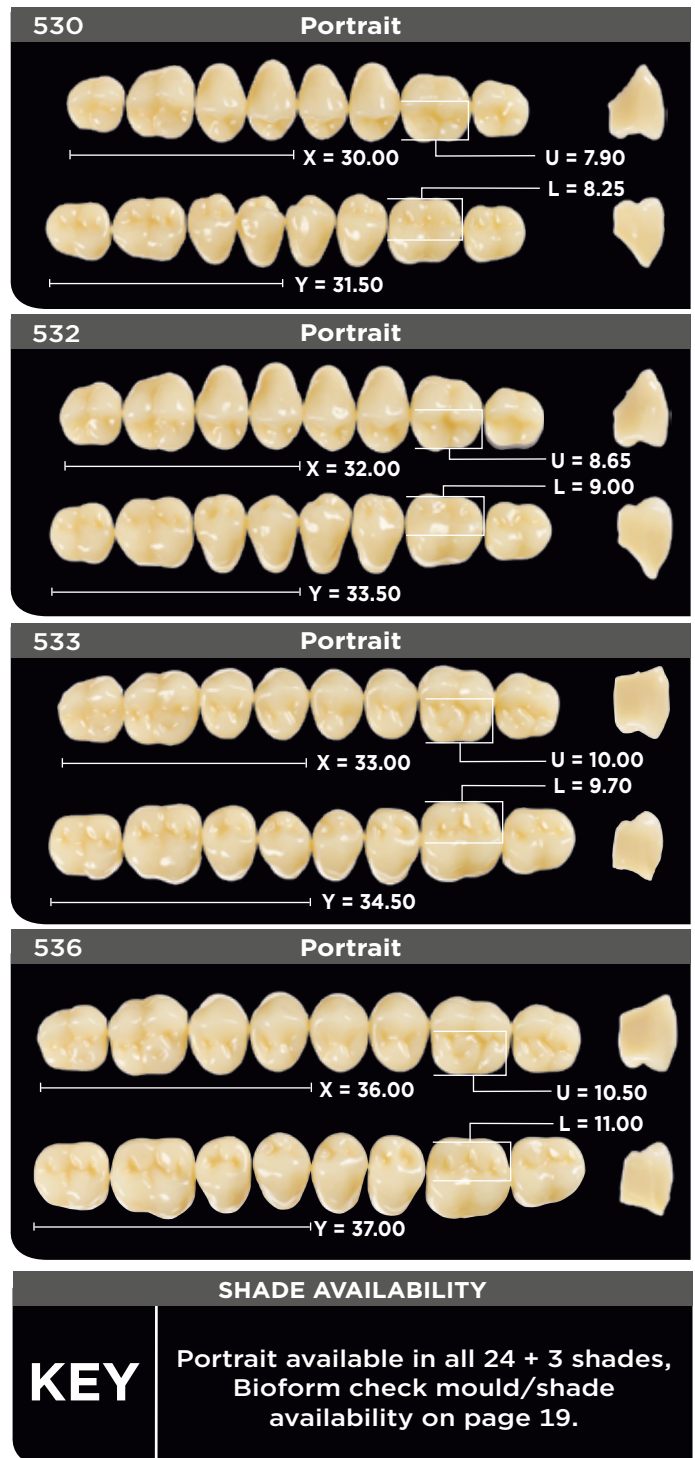 530 Portrait
X = 30.00
U = 7.90
L = 8.25
Y = 31.50
532 Portrait
X = 32.00
U = 8.65
L = 9.00
Y = 33.50
533 Portrait
X = 33.00
U = 10.00
L = 9.70
Y = 34.50
536 Portrait
X = 36.00
U = 10.50
L = 11.00
Y = 37.00
SHADE AVAILABILITY
KEY
Portrait available in all 24 + 3 shades,
Bioform check mould/shade
availability on page 19.